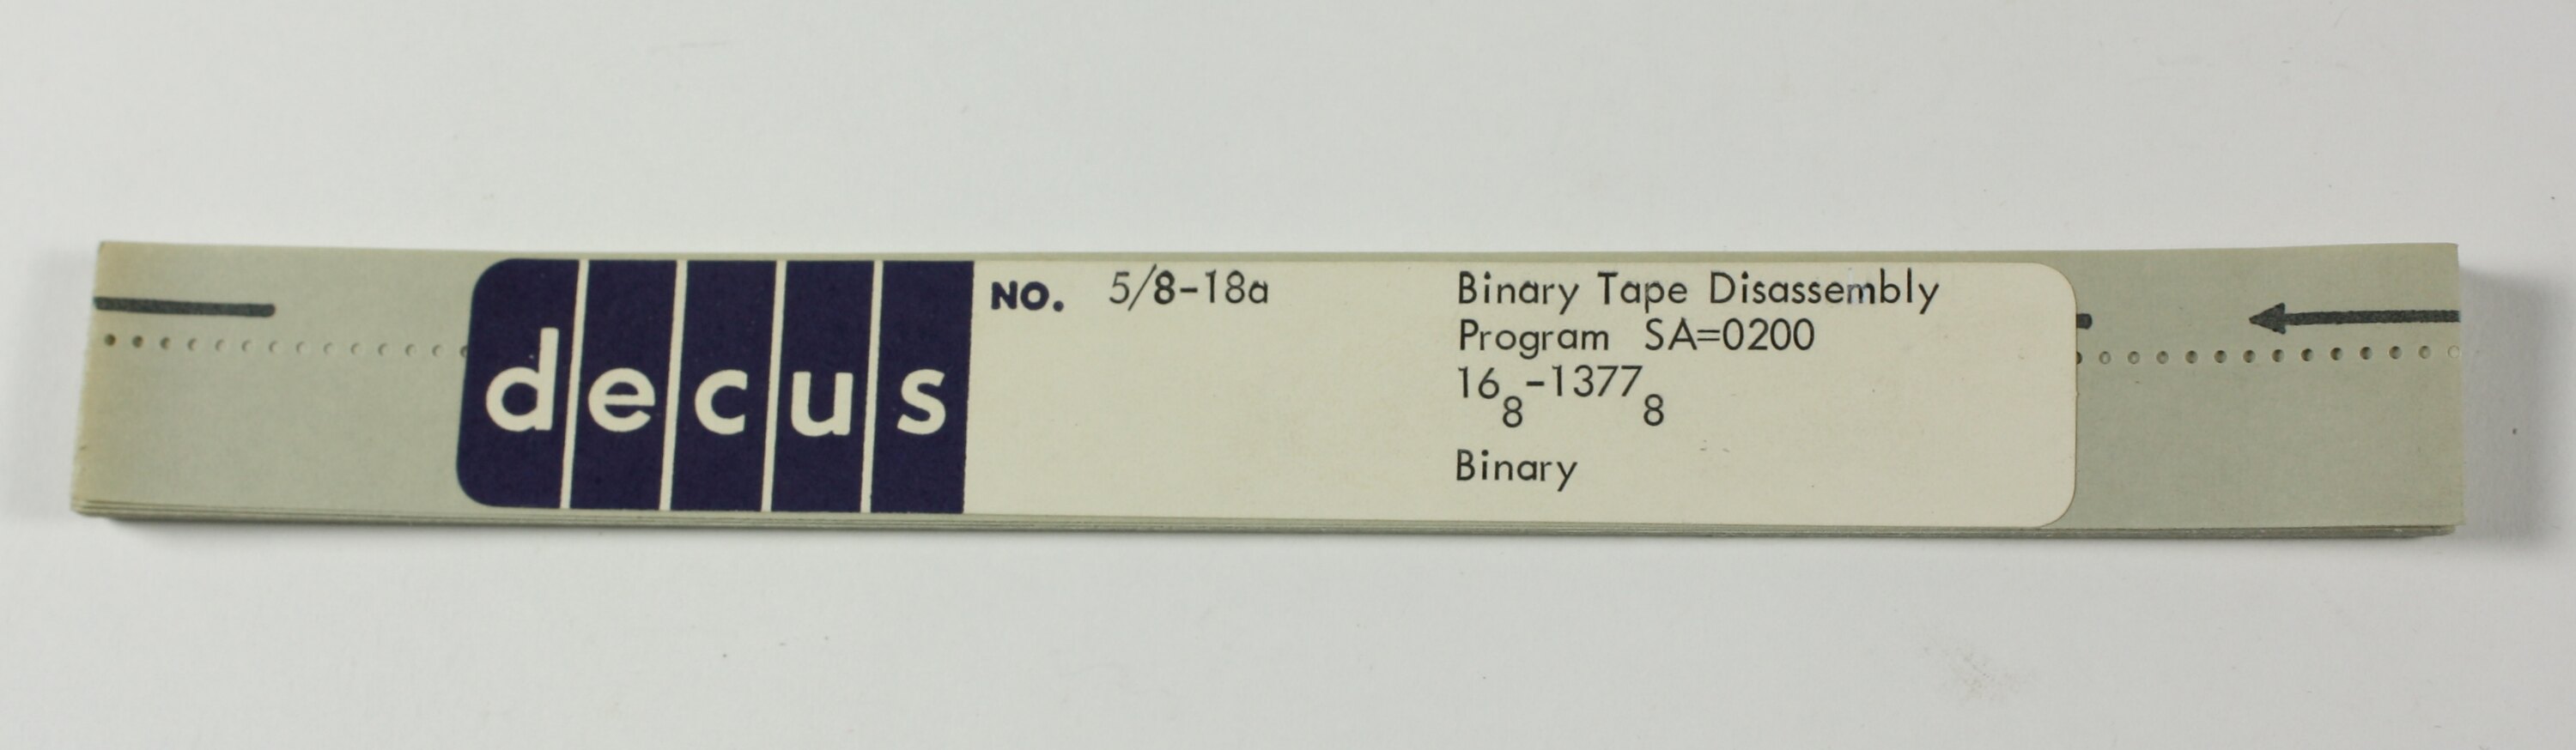 decus
NO. 5/8-18a
Binary Tape Disassembly
Program SA=0200
16₈-1377₈
Binary